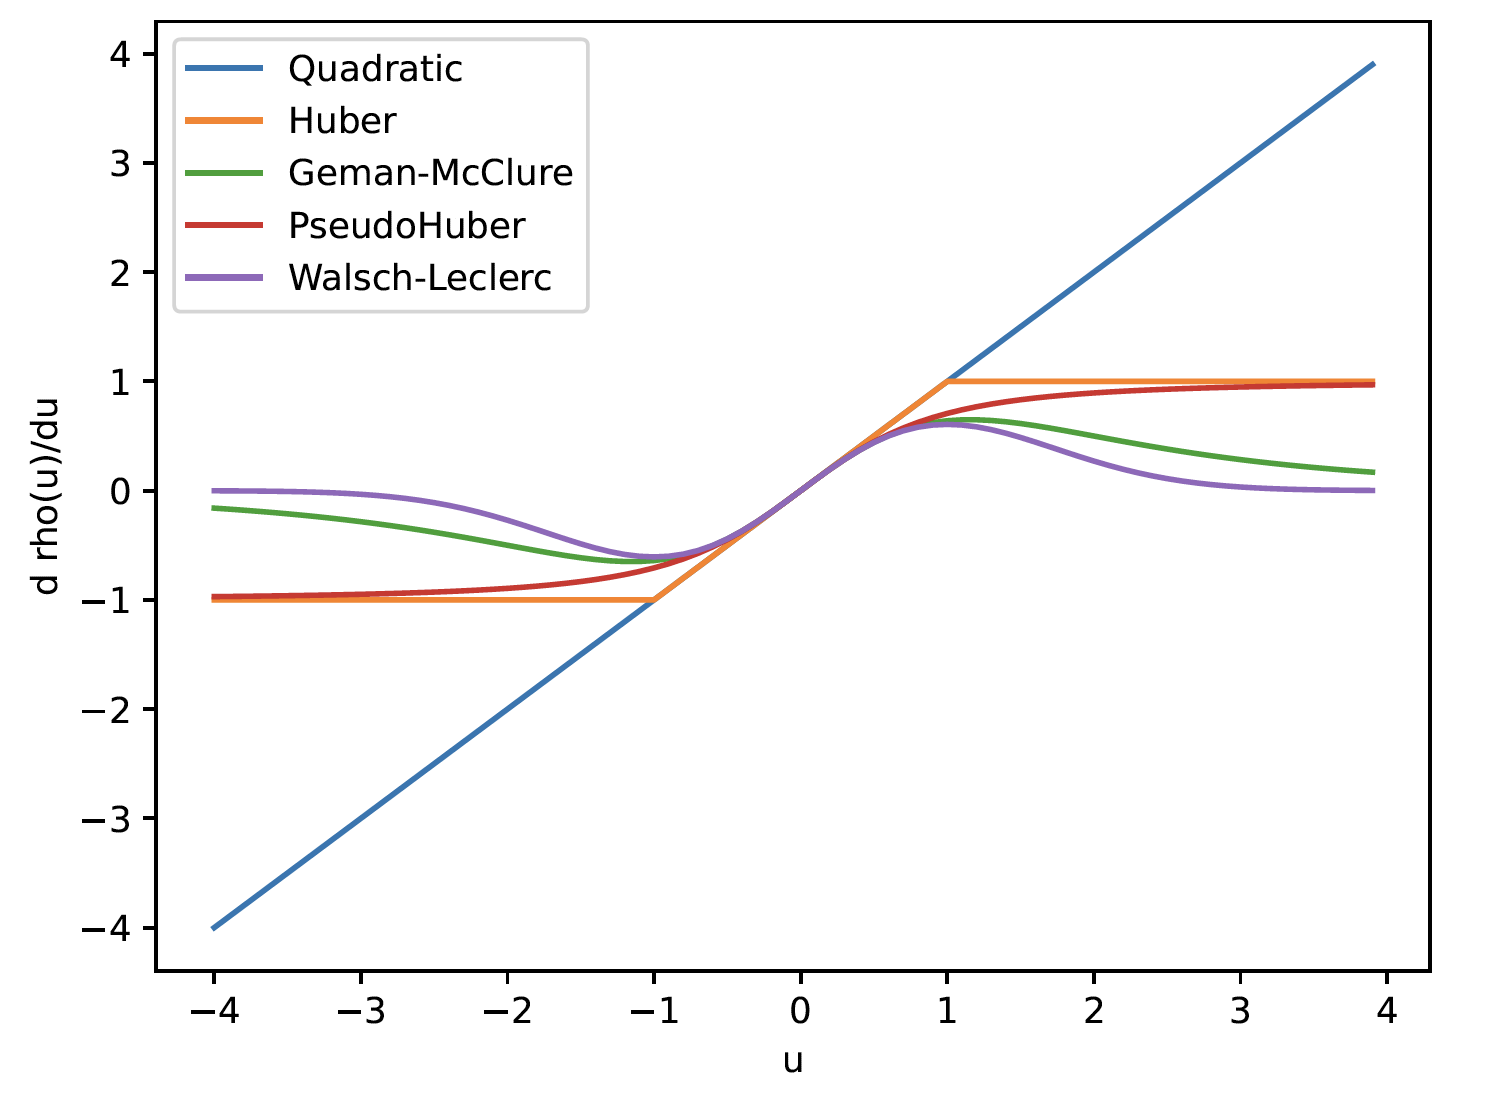 4
3
2
1
0
−1
−2
−3
−4
d rho(u)/du
Quadratic
Huber
Geman-McClure
PseudoHuber
Walsch-Leclerc
−4 −3 −2 −1 0 1 2 3 4
u